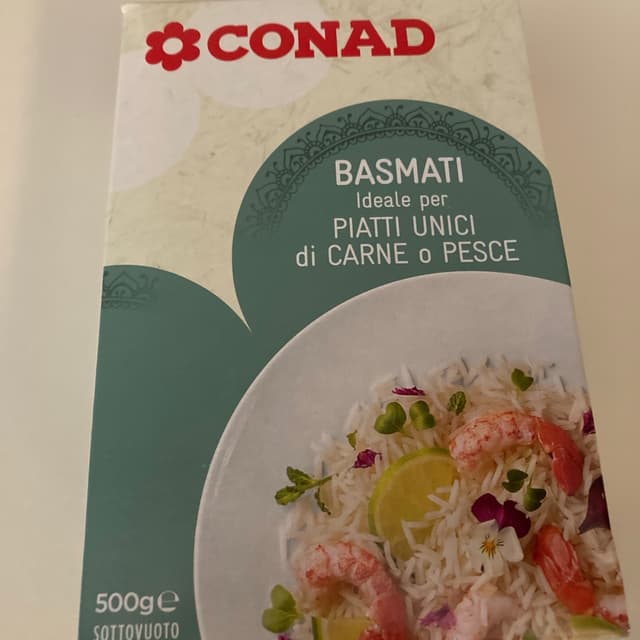 CONAD
BASMATI
Ideale per
PIATTI UNICI
di CARNE o PESCE
500g e
SOTTOVUOTO